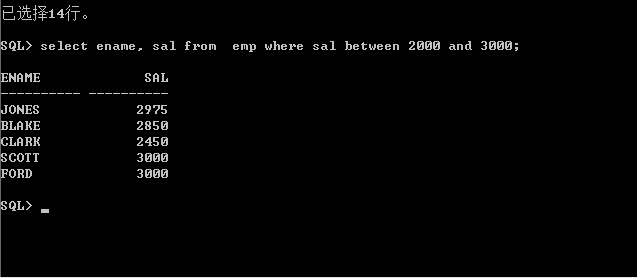 已选择14行。
SQL> select ename, sal from  emp where sal between 2000 and 3000;
ENAME             SAL
---------- ----------
JONES            2975
BLAKE            2850
CLARK            2450
SCOTT            3000
FORD             3000
SQL> _